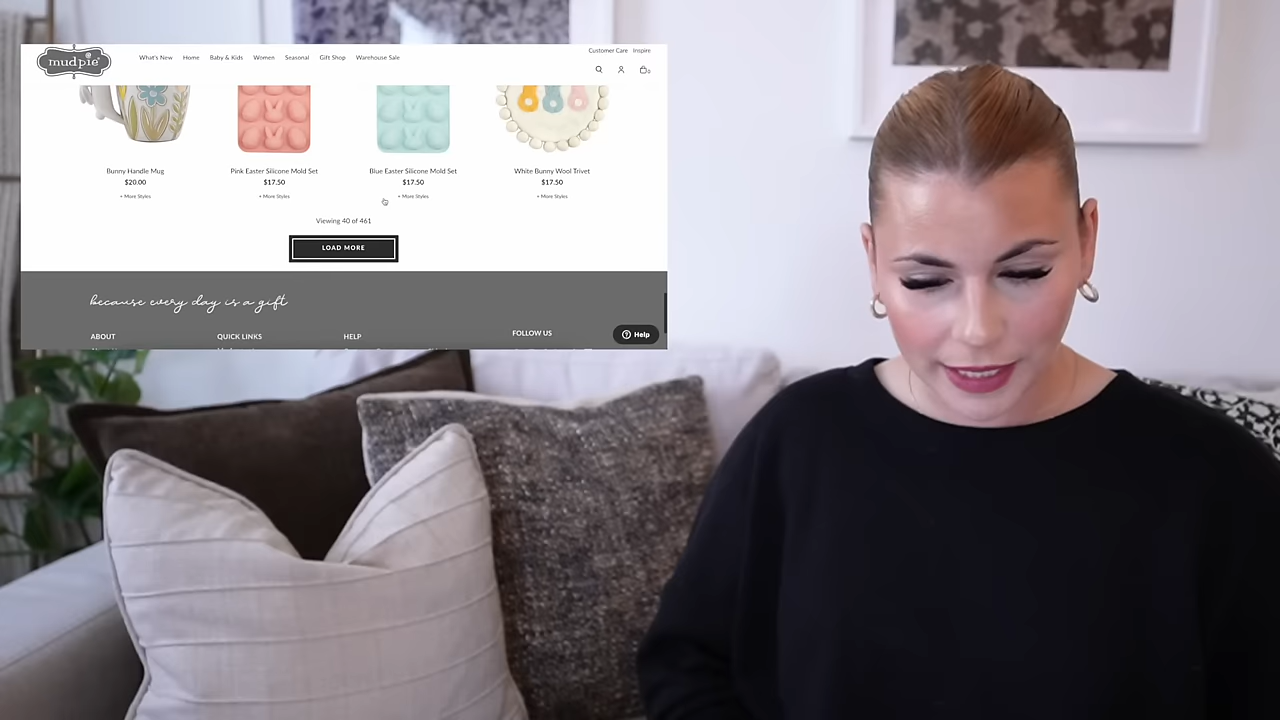 Customer Care Inspire
mudpie
What's New Home Baby & Kids Women Seasonal Gift Shop Warehouse Sale
0
Bunny Handle Mug
$20.00
+ More Styles
Pink Easter Silicone Mold Set
$17.50
+ More Styles
Blue Easter Silicone Mold Set
$17.50
+ More Styles
White Bunny Wool Trivet
$17.50
+ More Styles
Viewing 40 of 461
LOAD MORE
because every day is a gift
ABOUT
QUICK LINKS
HELP
FOLLOW US
Help